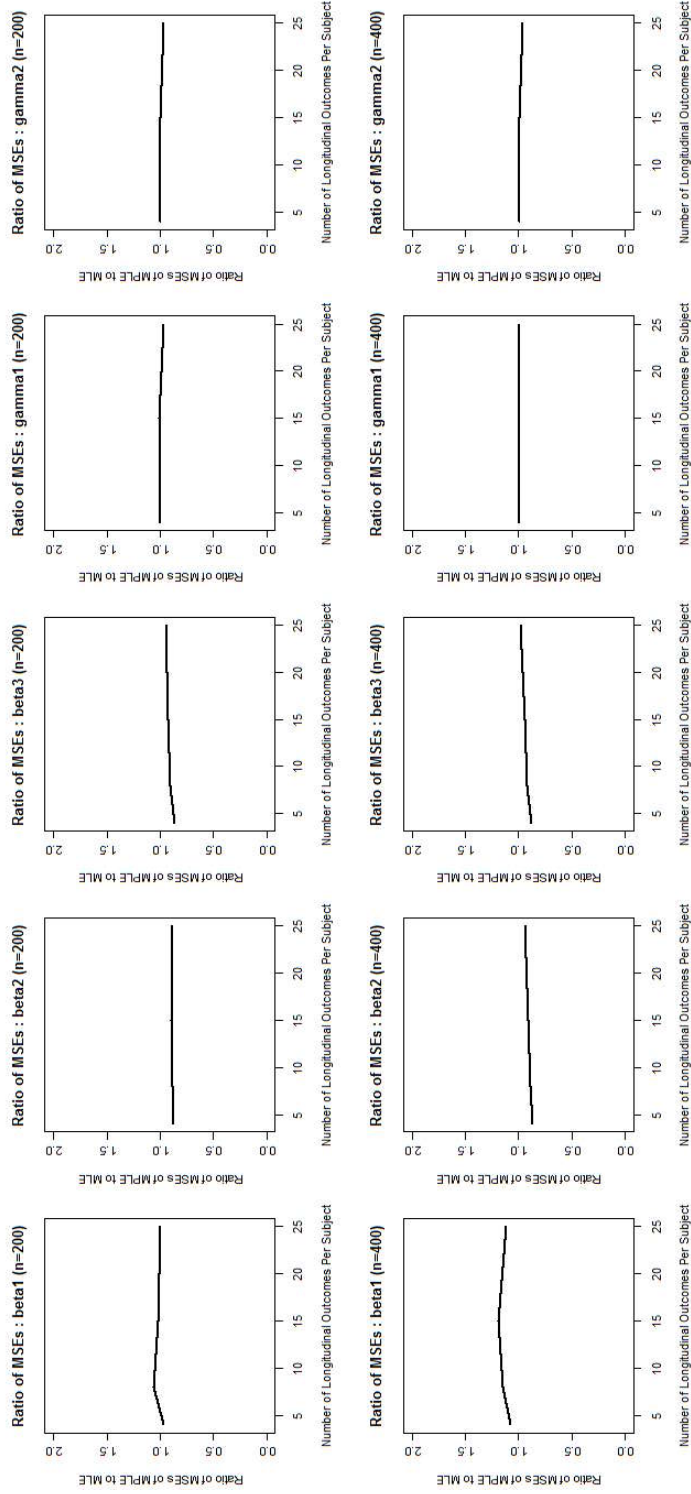 Ratio of MSEs : beta1 (n=200)
Ratio of MSEs of MPLE to MLE
2.0
1.5
1.0
0.5
0.0
5 10 15 20 25
Number of Longitudinal Outcomes Per Subject
Ratio of MSEs : beta2 (n=200)
Ratio of MSEs of MPLE to MLE
2.0
1.5
1.0
0.5
0.0
5 10 15 20 25
Number of Longitudinal Outcomes Per Subject
Ratio of MSEs : beta3 (n=200)
Ratio of MSEs of MPLE to MLE
2.0
1.5
1.0
0.5
0.0
5 10 15 20 25
Number of Longitudinal Outcomes Per Subject
Ratio of MSEs : gamma1 (n=200)
Ratio of MSEs of MPLE to MLE
2.0
1.5
1.0
0.5
0.0
5 10 15 20 25
Number of Longitudinal Outcomes Per Subject
Ratio of MSEs : gamma2 (n=200)
Ratio of MSEs of MPLE to MLE
2.0
1.5
1.0
0.5
0.0
5 10 15 20 25
Number of Longitudinal Outcomes Per Subject
Ratio of MSEs : beta1 (n=400)
Ratio of MSEs of MPLE to MLE
2.0
1.5
1.0
0.5
0.0
5 10 15 20 25
Number of Longitudinal Outcomes Per Subject
Ratio of MSEs : beta2 (n=400)
Ratio of MSEs of MPLE to MLE
2.0
1.5
1.0
0.5
0.0
5 10 15 20 25
Number of Longitudinal Outcomes Per Subject
Ratio of MSEs : beta3 (n=400)
Ratio of MSEs of MPLE to MLE
2.0
1.5
1.0
0.5
0.0
5 10 15 20 25
Number of Longitudinal Outcomes Per Subject
Ratio of MSEs : gamma1 (n=400)
Ratio of MSEs of MPLE to MLE
2.0
1.5
1.0
0.5
0.0
5 10 15 20 25
Number of Longitudinal Outcomes Per Subject
Ratio of MSEs : gamma2 (n=400)
Ratio of MSEs of MPLE to MLE
2.0
1.5
1.0
0.5
0.0
5 10 15 20 25
Number of Longitudinal Outcomes Per Subject